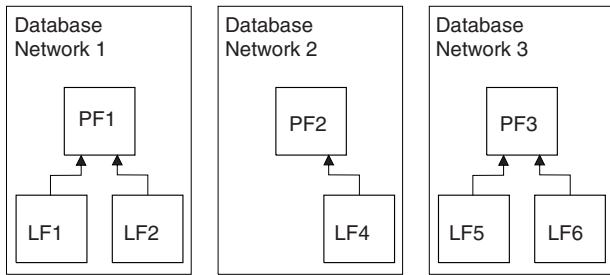 Database
Network 1
PF1
LF1
LF2
Database
Network 2
PF2
LF4
Database
Network 3
PF3
LF5
LF6